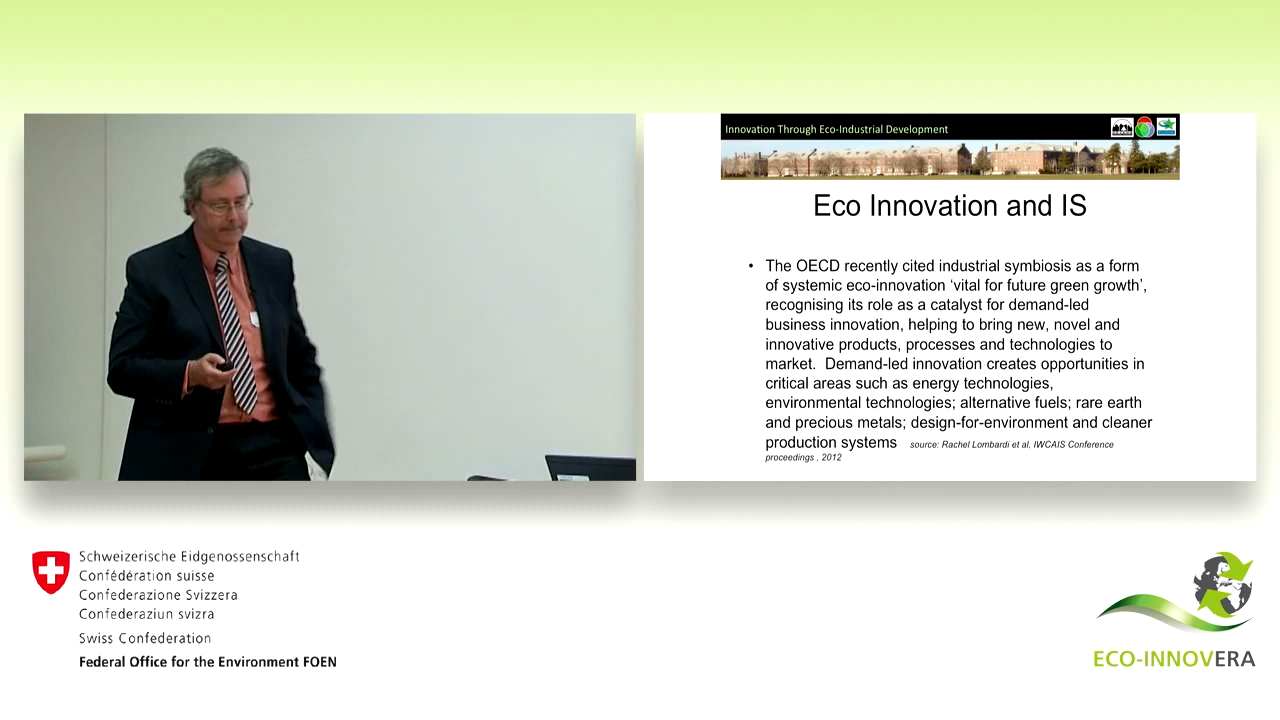 Innovation Through Eco-Industrial Development
Eco Innovation and IS
• The OECD recently cited industrial symbiosis as a form
of systemic eco-innovation ‘vital for future green growth’,
recognising its role as a catalyst for demand-led
business innovation, helping to bring new, novel and
innovative products, processes and technologies to
market.  Demand-led innovation creates opportunities in
critical areas such as energy technologies,
environmental technologies; alternative fuels; rare earth
and precious metals; design-for-environment and cleaner
production systems source: Rachel Lombardi et al, IWCAIS Conference
proceedings , 2012
Schweizerische Eidgenossenschaft
Confédération suisse
Confederazione Svizzera
Confederaziun svizra
Swiss Confederation
Federal Office for the Environment FOEN
ECO-INNOVERA